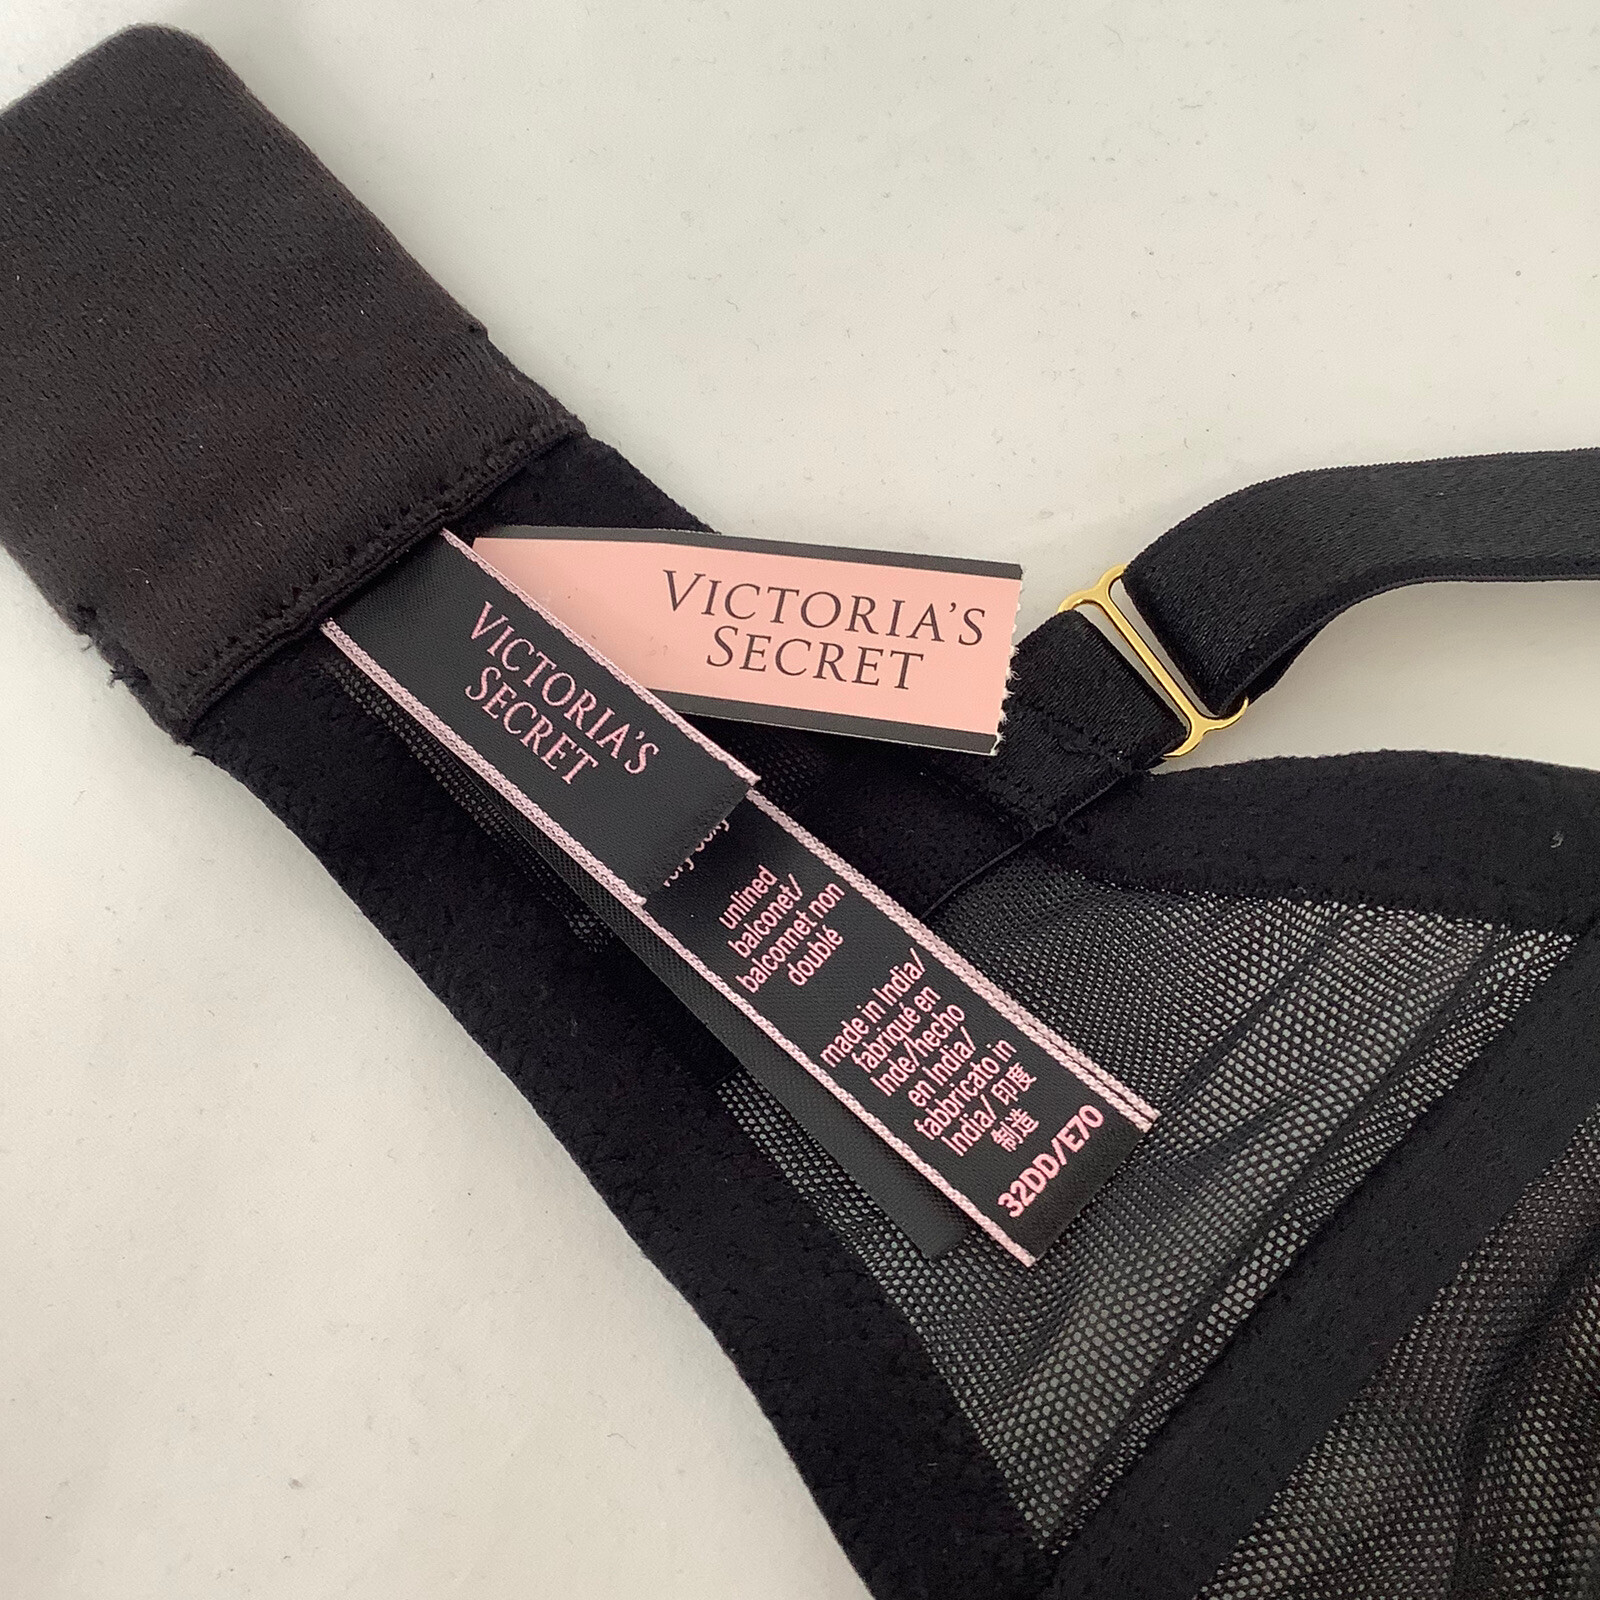 VICTORIA'S
SECRET
VICTORIA'S
SECRET
unlined
balconet/
balconnet non
doublé
made in India/
fabriqué en
Inde/hecho
en India/
fabbricato in
India/ 印度
制造
32DD/E70